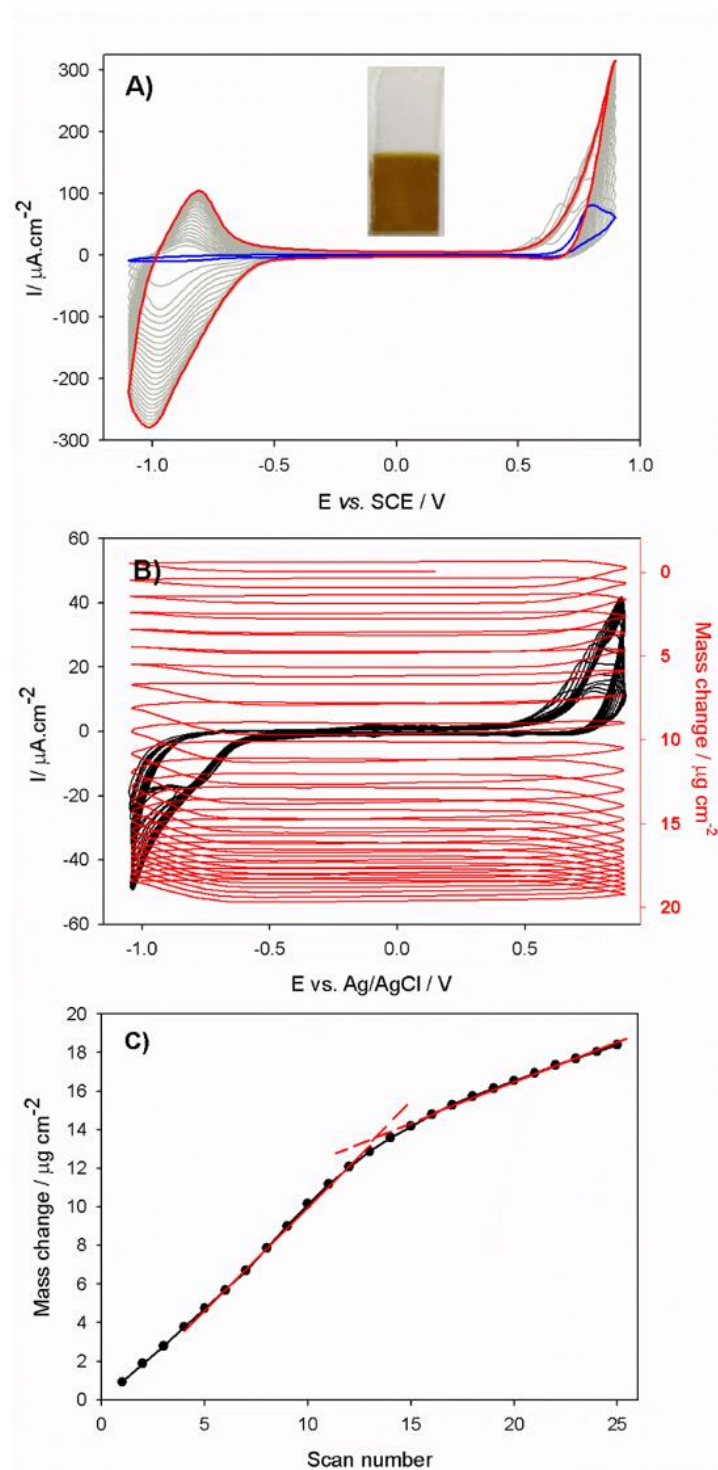 A)
300
200
100
0
-100
-200
-300
I/ µA.cm-2
-1.0 -0.5 0.0 0.5 1.0
E vs. SCE / V
B)
60
40
20
0
-20
-40
-60
I/ µA.cm-2
0
5
10
15
20
Mass change / µg cm-2
-1.0 -0.5 0.0 0.5
E vs. Ag/AgCl / V
C)
20
18
16
14
12
10
8
6
4
2
0
Mass change / µg cm-2
0 5 10 15 20 25
Scan number